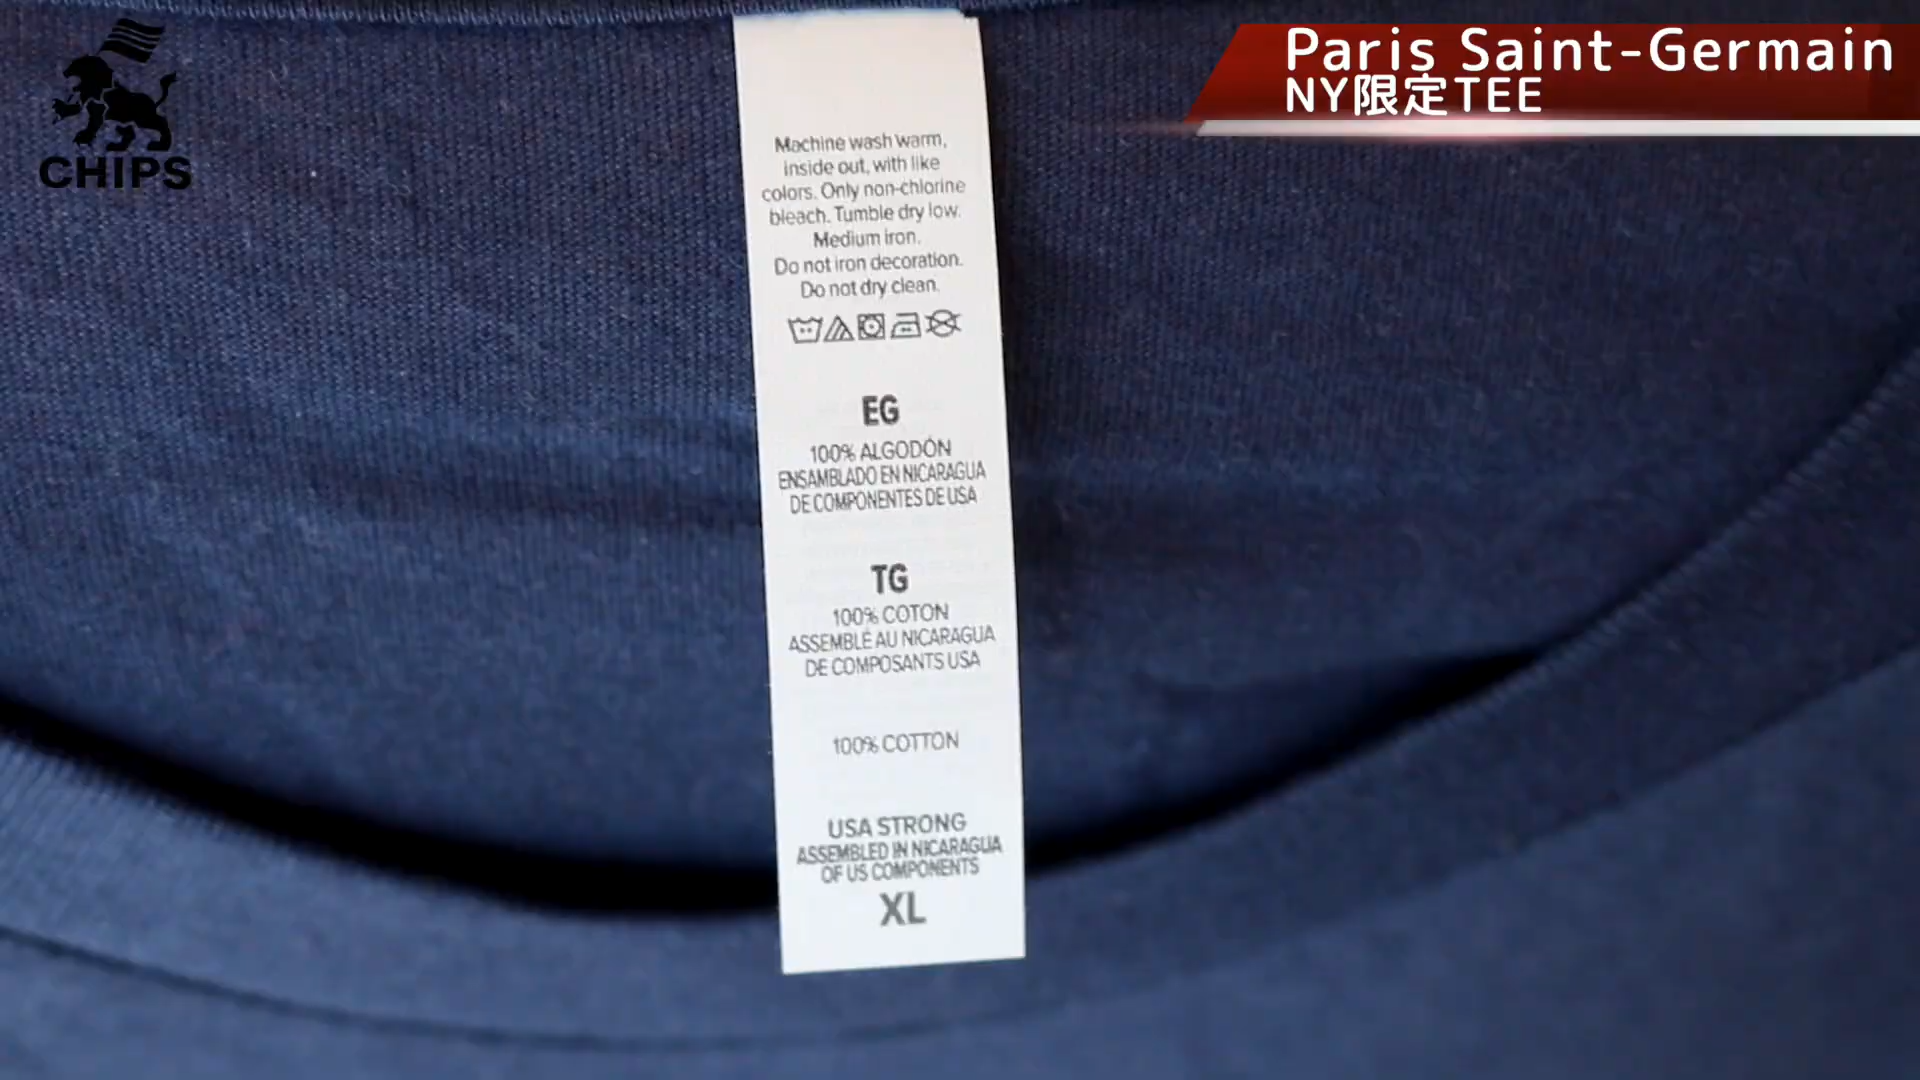 CHIPS
Paris Saint-Germain
NY限定TEE
Machine wash warm,
inside out, with like
colors. Only non-chlorine
bleach. Tumble dry low.
Medium iron.
Do not iron decoration.
Do not dry clean.
EG
100% ALGODÓN
ENSAMBLADO EN NICARAGUA
DE COMPONENTES DE USA
TG
100% COTON
ASSEMBLÉ AU NICARAGUA
DE COMPOSANTS USA
100% COTTON
USA STRONG
ASSEMBLED IN NICARAGUA
OF US COMPONENTS
XL